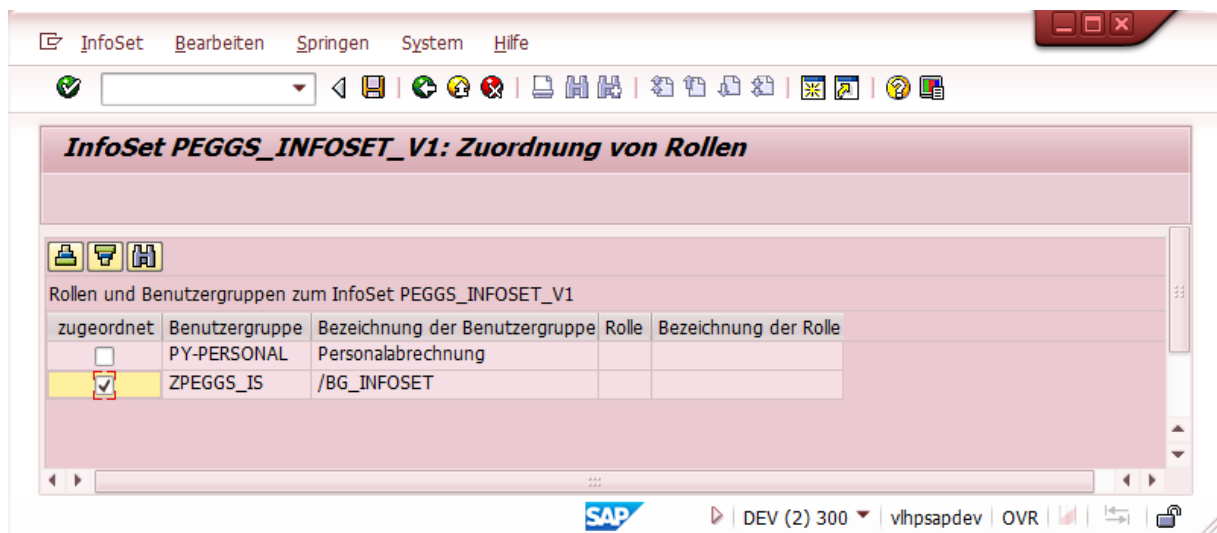 InfoSet Bearbeiten Springen System Hilfe
InfoSet PEGGS_INFOSET_V1: Zuordnung von Rollen
Rollen und Benutzergruppen zum InfoSet PEGGS_INFOSET_V1
zugeordnet Benutzergruppe Bezeichnung der Benutzergruppe Rolle Bezeichnung der Rolle
PY-PERSONAL Personalabrechnung
ZPEGGS_IS /BG_INFOSET
SAP DEV (2) 300 vlhpsapdev OVR